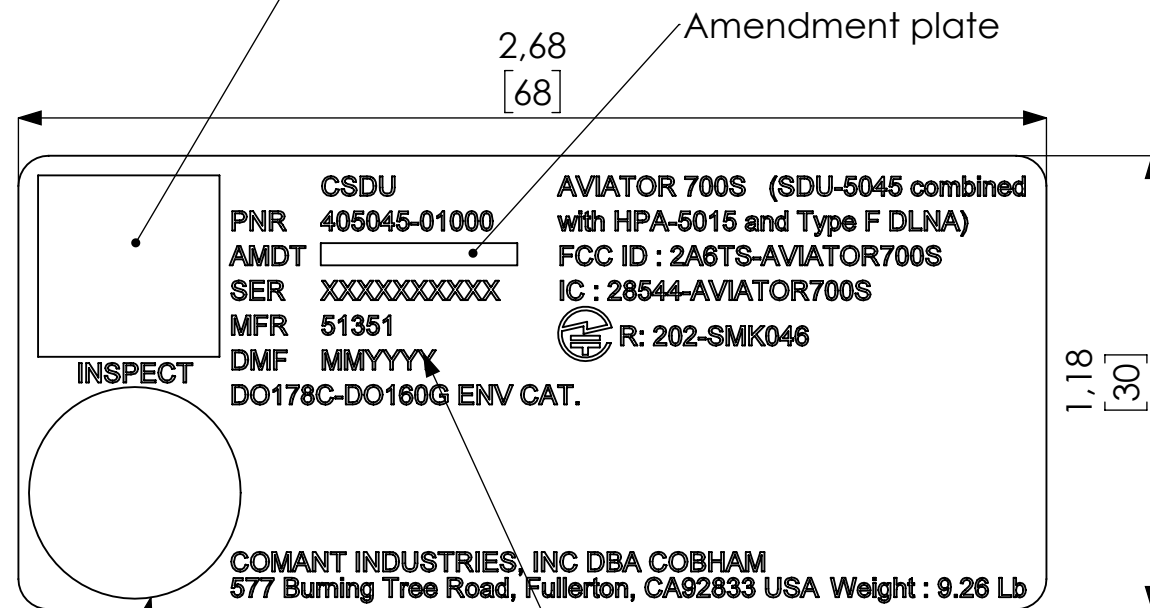 Amendment plate
2,68
[68]
CSDU
PNR 405045-01000
AMDT
SER XXXXXXXXXX
MFR 51351
DMF MMYYYY
DO178C-DO160G ENV CAT.
INSPECT
AVIATOR 700S (SDU-5045 combined
with HPA-5015 and Type F DLNA)
FCC ID : 2A6TS-AVIATOR700S
IC : 28544-AVIATOR700S
R: 202-SMK046
1,18
[30]
COMANT INDUSTRIES, INC DBA COBHAM
577 Burning Tree Road, Fullerton, CA92833 USA Weight : 9.26 Lb